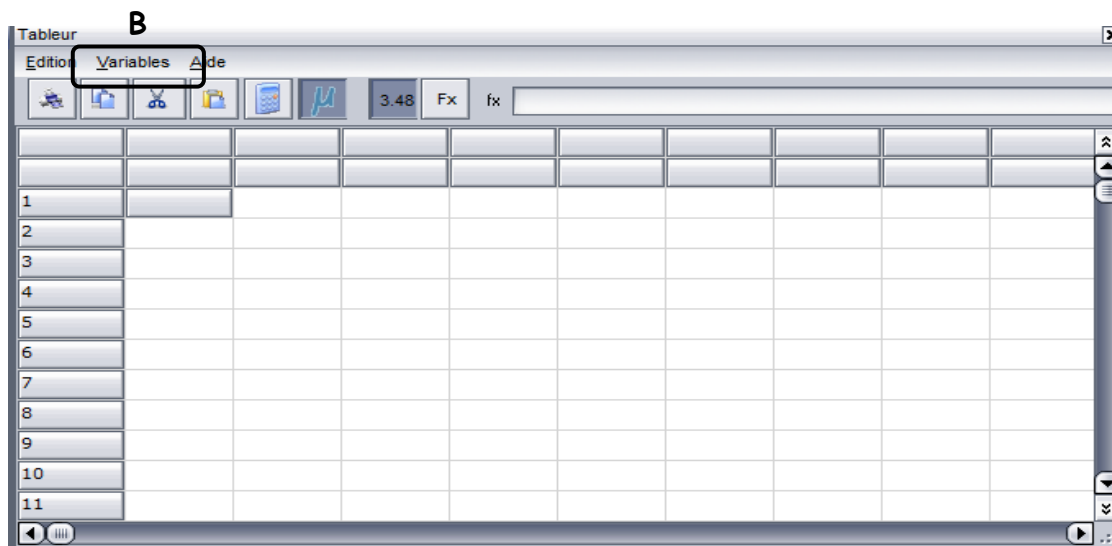 B
Tableur
Edition Variables Aide
μ 3.48 Fx fx
1
2
3
4
5
6
7
8
9
10
11